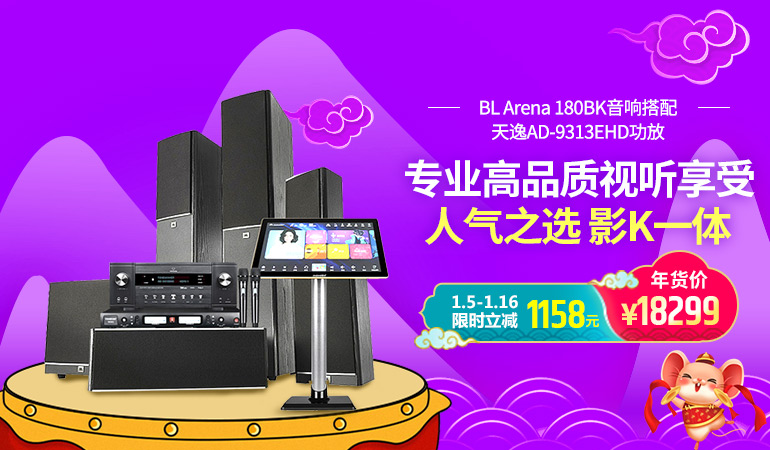 BL Arena 180BK音响搭配
天逸AD-9313EHD功放
专业高品质视听享受
人气之选 影K一体
1.5-1.16
限时立减
1158元
年货价
¥18299